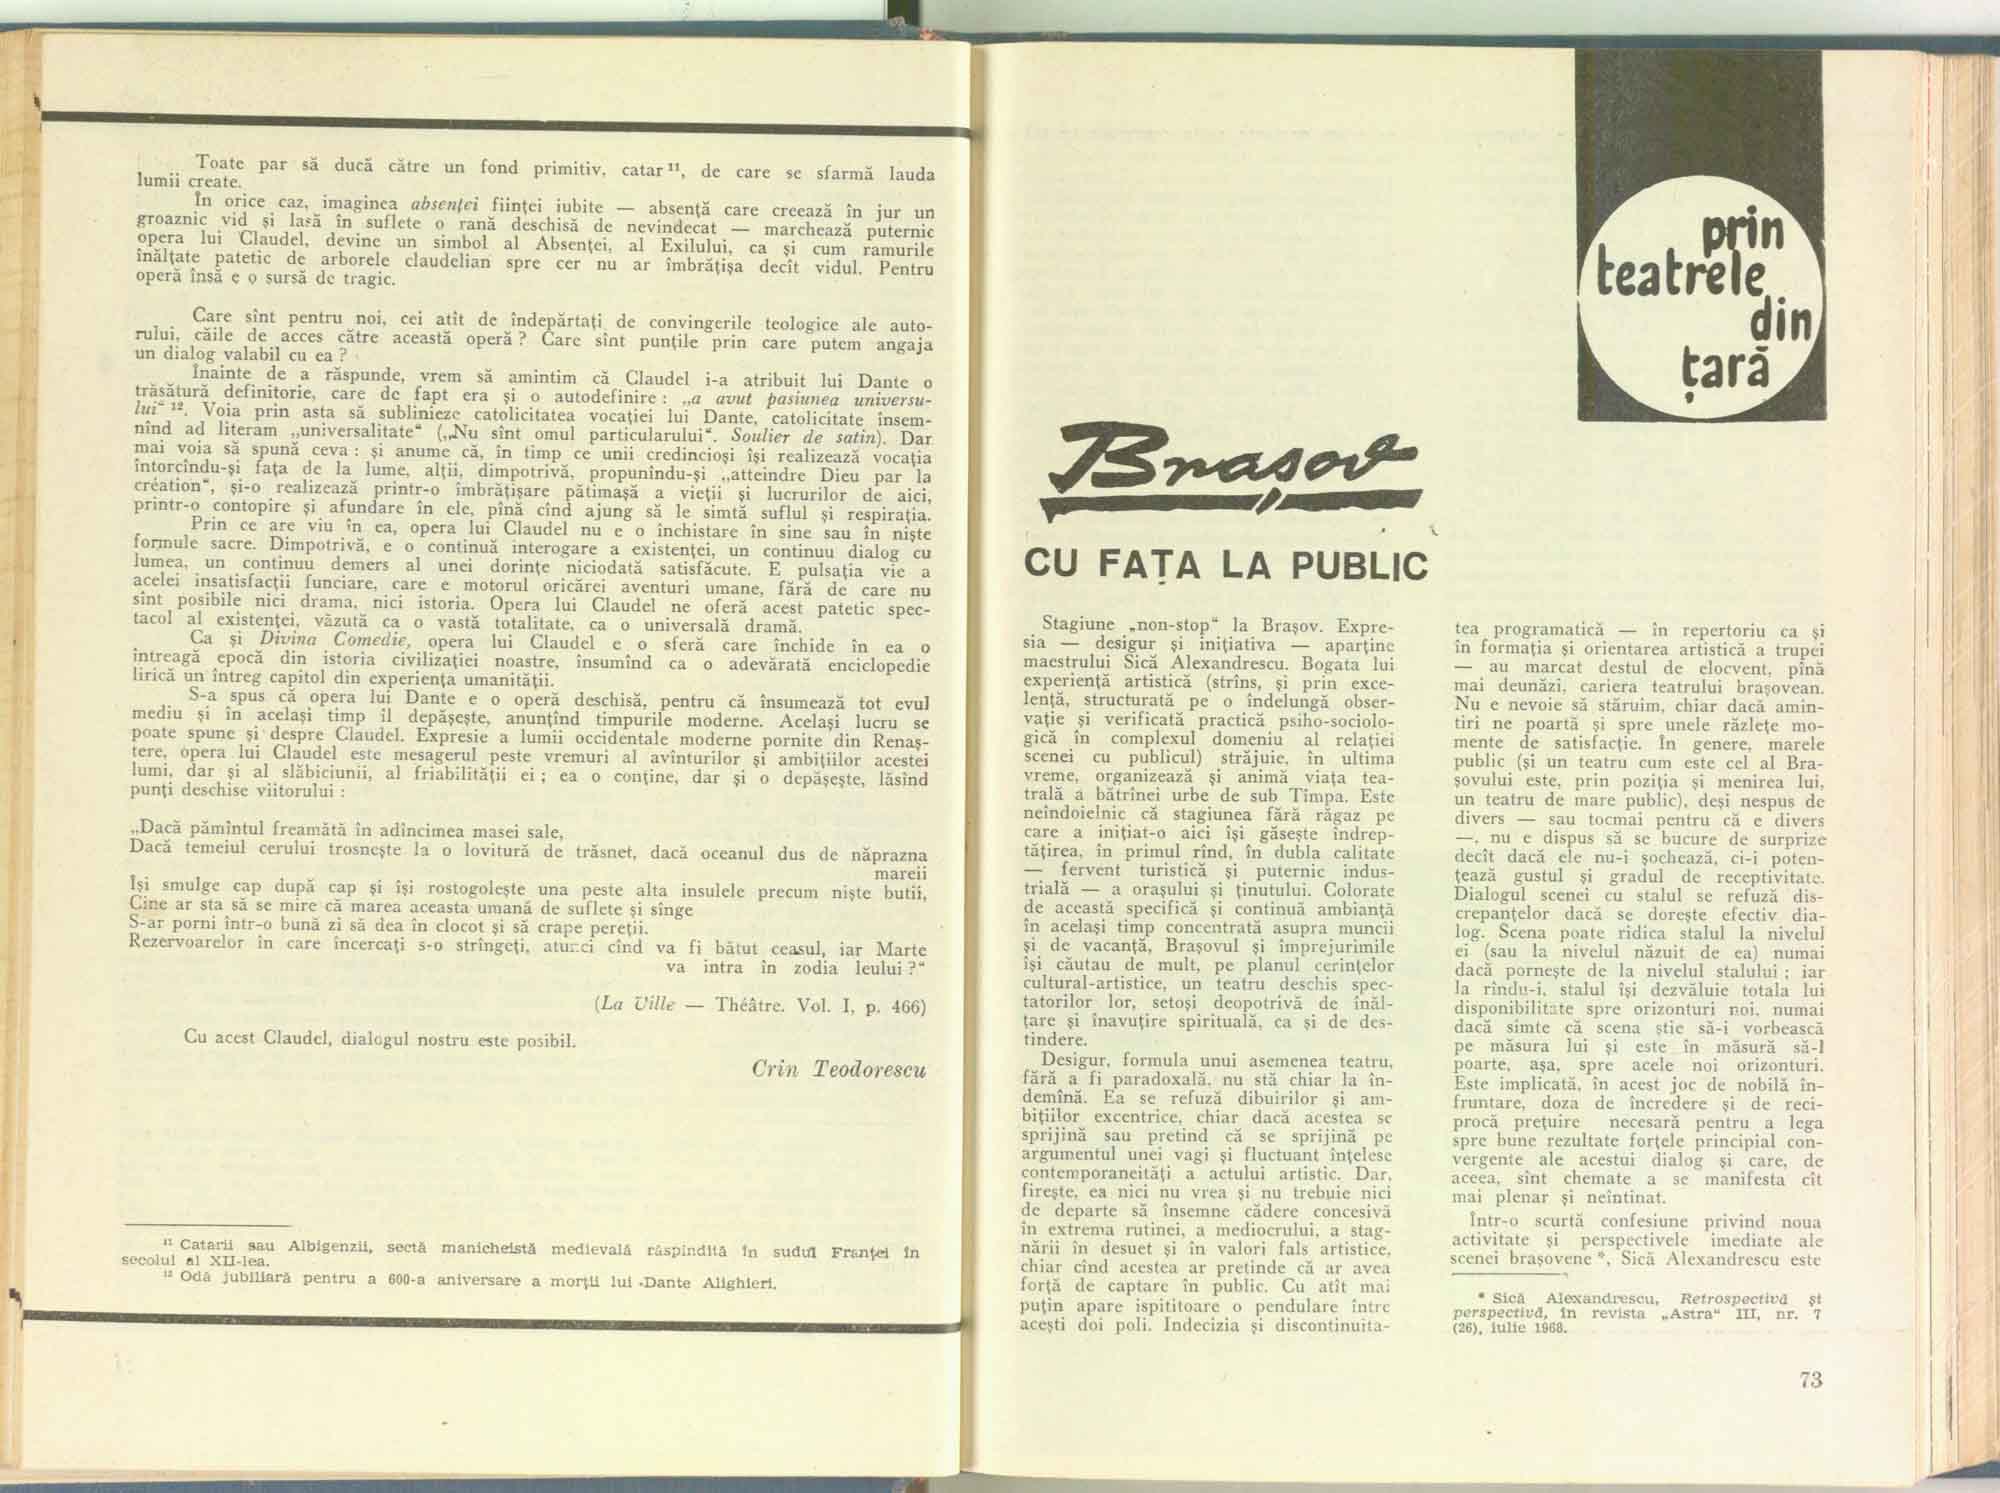 Toate par să ducă către un fond primitiv, catar ¹¹, de care se sfarmă lauda
lumii create.
În orice caz, imaginea absenței ființei iubite — absență care creează în jur un
groaznic vid și lasă în suflete o rană deschisă de nevindecat — marchează puternic
opera lui Claudel, devine un simbol al Absenței, al Exilului, ca și cum ramurile
înălțate patetic de arborele claudelian spre cer nu ar îmbrățișa decît vidul. Pentru
operă însă e o sursă de tragic.
Care sînt pentru noi, cei atît de îndepărtați de convingerile teologice ale auto-
rului, căile de acces către această operă ? Care sînt punțile prin care putem angaja
un dialog valabil cu ea ?
Înainte de a răspunde, vrem să amintim că Claudel i-a atribuit lui Dante o
trăsătură definitorie, care de fapt era și o autodefinire : „a avut pasiunea universu-
lui“ ¹². Voia prin asta să sublinieze catolicitatea vocației lui Dante, catolicitate însem-
nînd ad literam „universalitate“ („Nu sînt omul particularului“. Soulier de satin). Dar
mai voia să spună ceva : și anume că, în timp ce unii credincioși își realizează vocația
întorcîndu-și fața de la lume, alții, dimpotrivă, propunîndu-și „atteindre Dieu par la
création“, și-o realizează printr-o îmbrățișare pătimașă a vieții și lucrurilor de aici,
printr-o contopire și afundare în ele, pînă cînd ajung să le simtă suflul și respirația.
Prin ce are viu în ea, opera lui Claudel nu e o închistare în sine sau în niște
formule sacre. Dimpotrivă, e o continuă interogare a existenței, un continuu dialog cu
lumea, un continuu demers al unei dorințe niciodată satisfăcute. E pulsația vie a
acelei insatisfacții funciare, care e motorul oricărei aventuri umane, fără de care nu
sînt posibile nici drama, nici istoria. Opera lui Claudel ne oferă acest patetic spec-
tacol al existenței, văzută ca o vastă totalitate, ca o universală dramă.
Ca și Divina Comedie, opera lui Claudel e o sferă care închide în ea o
întreagă epocă din istoria civilizației noastre, însumînd ca o adevărată enciclopedie
lirică un întreg capitol din experiența umanității.
S-a spus că opera lui Dante e o operă deschisă, pentru că însumează tot evul
mediu și în același timp il depășește, anunțînd timpurile moderne. Același lucru se
poate spune și despre Claudel. Expresie a lumii occidentale moderne pornite din Renaș-
tere, opera lui Claudel este mesagerul peste vremuri al avînturilor și ambițiilor acestei
lumi, dar și al slăbiciunii, al friabilității ei ; ea o conține, dar și o depășește, lăsînd
punți deschise viitorului :
„Dacă pămîntul freamătă în adîncimea masei sale,
Dacă temeiul cerului trosnește la o lovitură de trăsnet, dacă oceanul dus de năprazna
mareii
Își smulge cap după cap și își rostogolește una peste alta insulele precum niște butii,
Cine ar sta să se mire că marea aceasta umană de suflete și sînge
S-ar porni într-o bună zi să dea în clocot și să crape pereții.
Rezervoarelor în care încercați s-o strîngeți, atunci cînd va fi bătut ceasul, iar Marte
va intra în zodia leului ?“
(La Ville — Théâtre. Vol. I, p. 466)
Cu acest Claudel, dialogul nostru este posibil.
Crin Teodorescu
¹¹ Catarii sau Albigenzii, sectă manicheistă medievală răspîndită în sudul Franței în
secolul al XII-lea.
¹² Odă jubiliară pentru a 600-a aniversare a morții lui Dante Alighieri.
prin
teatrele
din
țară
Brașov
CU FAȚA LA PUBLIC
Stagiune „non-stop“ la Brașov. Expre-
sia — desigur și inițiativa — aparține
maestrului Sică Alexandrescu. Bogata lui
experiență artistică (strîns, și prin exce-
lență, structurată pe o îndelungă obser-
vație și verificată practică psiho-sociolo-
gică în complexul domeniu al relației
scenei cu publicul) străjuie, în ultima
vreme, organizează și animă viața tea-
trală a bătrînei urbe de sub Tîmpa. Este
neîndoielnic că stagiunea fără răgaz pe
care a inițiat-o aici își găsește îndrep-
tățirea, în primul rînd, în dubla calitate
— fervent turistică și puternic indus-
trială — a orașului și ținutului. Colorate
de această specifică și continuă ambianță
în același timp concentrată asupra muncii
și de vacanță, Brașovul și împrejurimile
își căutau de mult, pe planul cerințelor
cultural-artistice, un teatru deschis spec-
tatorilor lor, setoși deopotrivă de înăl-
țare și înavuțire spirituală, ca și de des-
tindere.
Desigur, formula unui asemenea teatru,
fără a fi paradoxală, nu stă chiar la în-
demînă. Ea se refuză dibuirilor și am-
bițiilor excentrice, chiar dacă acestea se
sprijină sau pretind că se sprijină pe
argumentul unei vagi și fluctuant înțelese
contemporaneități a actului artistic. Dar,
firește, ea nici nu vrea și nu trebuie nici
de departe să însemne cădere concesivă
în extrema rutinei, a mediocrului, a stag-
nării în desuet și în valori fals artistice,
chiar cînd acestea ar pretinde că ar avea
forță de captare în public. Cu atît mai
puțin apare ispititoare o pendulare între
acești doi poli. Indecizia și discontinuita-
tea programatică — în repertoriu ca și
în formația și orientarea artistică a trupei
— au marcat destul de elocvent, pînă
mai deunăzi, cariera teatrului brașovean.
Nu e nevoie să stăruim, chiar dacă amin-
tiri ne poartă și spre unele răzlețe mo-
mente de satisfacție. În genere, marele
public (și un teatru cum este cel al Bra-
șovului este, prin poziția și menirea lui,
un teatru de mare public), deși nespus de
divers — sau tocmai pentru că e divers
—, nu e dispus să se bucure de surprize
decît dacă ele nu-i șochează, ci-i poten-
țează gustul și gradul de receptivitate.
Dialogul scenei cu stalul se refuză dis-
crepanțelor dacă se dorește efectiv dia-
log. Scena poate ridica stalul la nivelul
ei (sau la nivelul năzuit de ea) numai
dacă pornește de la nivelul stalului ; iar
la rîndu-i, stalul își dezvăluie totala lui
disponibilitate spre orizonturi noi, numai
dacă simte că scena știe să-i vorbească
pe măsura lui și este în măsură să-l
poarte, așa, spre acele noi orizonturi.
Este implicată, în acest joc de nobilă în-
fruntare, doza de încredere și de reci-
procă prețuire necesară pentru a lega
spre bune rezultate forțele principial con-
vergente ale acestui dialog și care, de
aceea, sînt chemate a se manifesta cît
mai plenar și neîntinat.
Într-o scurtă confesiune privind noua
activitate și perspectivele imediate ale
scenei brașovene *, Sică Alexandrescu este
* Sică Alexandrescu, Retrospectivă și
perspectivă, în revista „Astra“ III, nr. 7
(26), iulie 1968.
73